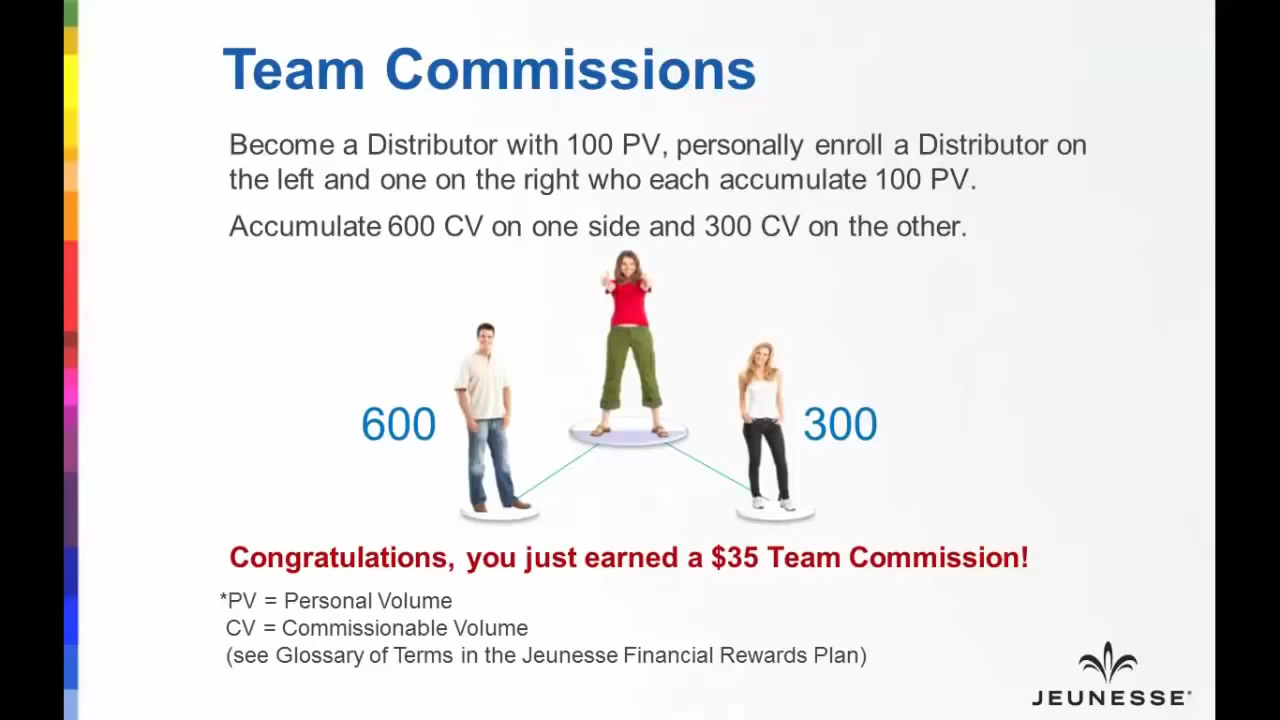 Team Commissions
Become a Distributor with 100 PV, personally enroll a Distributor on
the left and one on the right who each accumulate 100 PV.
Accumulate 600 CV on one side and 300 CV on the other.
600
300
Congratulations, you just earned a $35 Team Commission!
*PV = Personal Volume
CV = Commissionable Volume
(see Glossary of Terms in the Jeunesse Financial Rewards Plan)
JEUNESSE